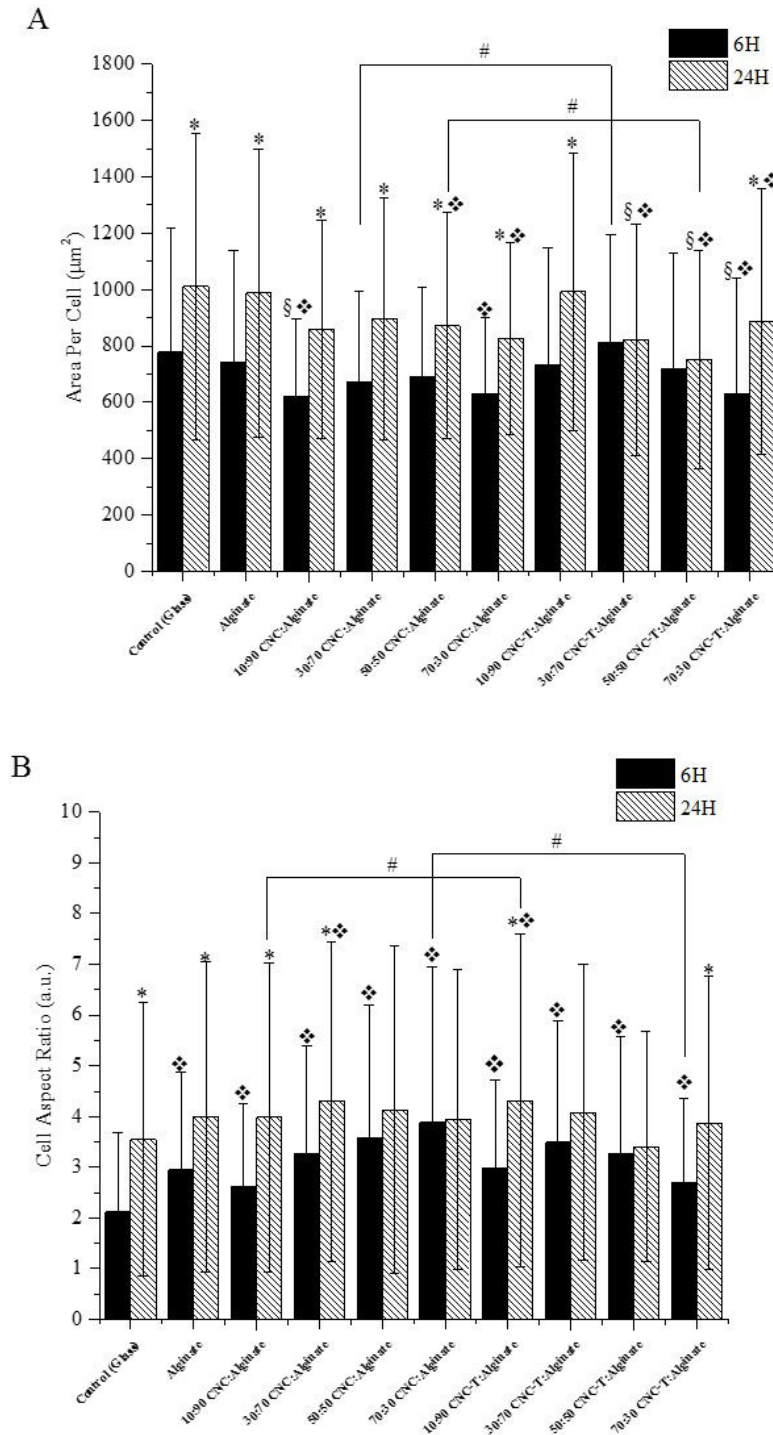 A
6H
24H
#
#
1800
1600
1400
1200
1000
800
600
400
200
0
Area Per Cell (µm²)
*
*
§ ❖
*
*
*❖
❖
*❖
*
§❖
§❖
§❖
*❖
Control (Glass)
Alginate
10:90 CNC:Alginate
30:70 CNC:Alginate
50:50 CNC:Alginate
70:30 CNC:Alginate
10:90 CNC-T:Alginate
30:70 CNC-T:Alginate
50:50 CNC-T:Alginate
70:30 CNC-T:Alginate
B
6H
24H
#
#
10
9
8
7
6
5
4
3
2
1
0
Cell Aspect Ratio (a.u.)
*
❖
*
❖
*
❖
*❖
❖
❖
❖
*❖
❖
❖
❖
*
Control (Glass)
Alginate
10:90 CNC:Alginate
30:70 CNC:Alginate
50:50 CNC:Alginate
70:30 CNC:Alginate
10:90 CNC-T:Alginate
30:70 CNC-T:Alginate
50:50 CNC-T:Alginate
70:30 CNC-T:Alginate